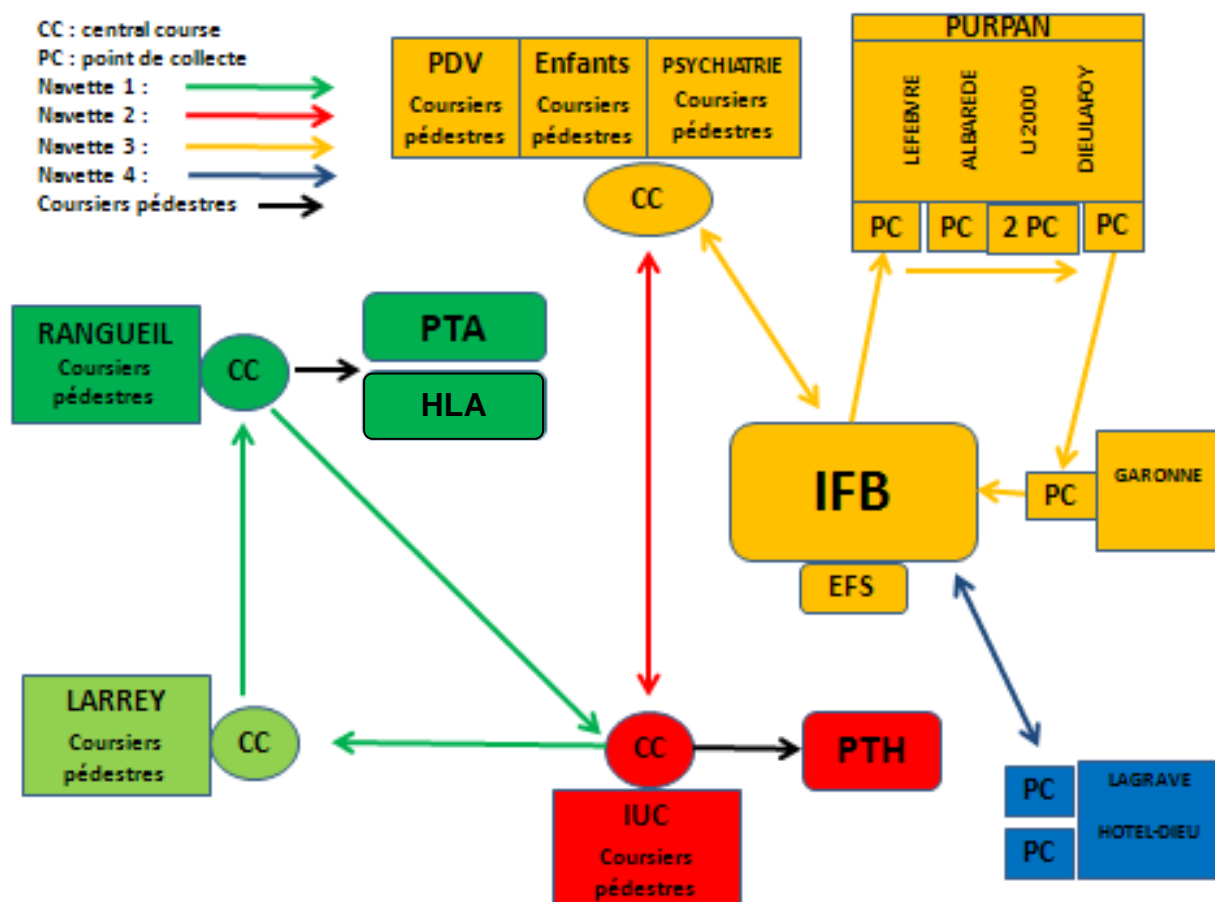 CC : central course
PC : point de collecte
Navette 1 :
Navette 2 :
Navette 3 :
Navette 4 :
Coursiers pédestres
PDV
Coursiers
pédestres
Enfants
Coursiers
pédestres
PSYCHIATRIE
Coursiers
pédestres
CC
PURPAN
LEFEBVRE
ALBAREDE
U2000
DIEULAFOY
PC
PC
2 PC
PC
RANGUEIL
Coursiers
pédestres
CC
PTA
HLA
IFB
EFS
PC
GARONNE
LARREY
Coursiers
pédestres
CC
CC
PTH
IUC
Coursiers
pédestres
PC
LAGRAVE
PC
HOTEL-DIEU